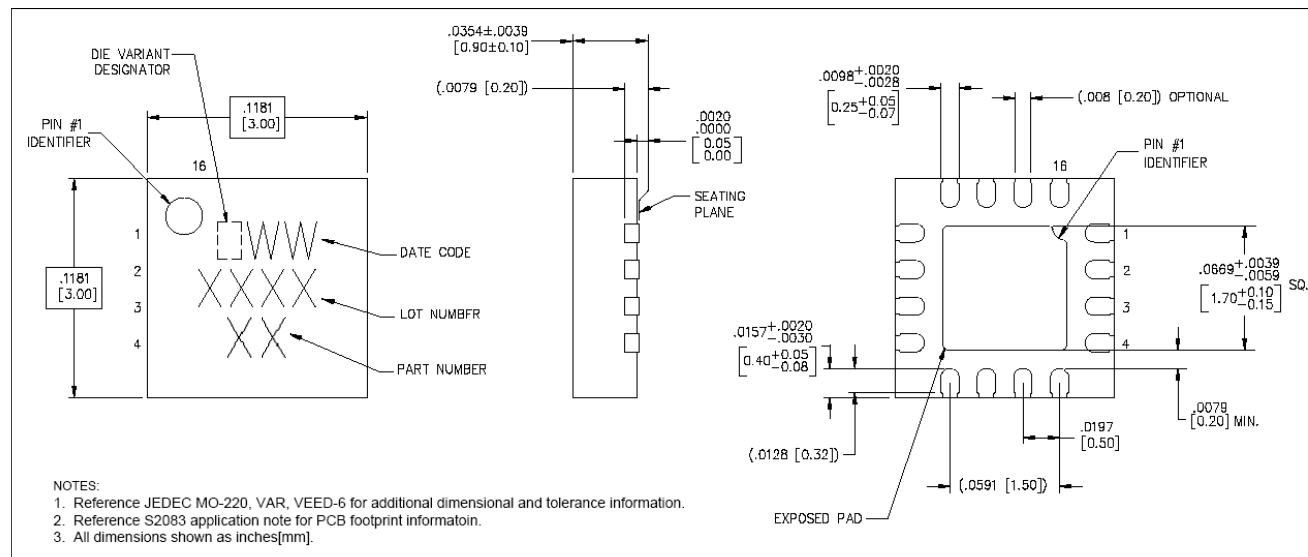 DIE VARIANT
DESIGNATOR
.1181
[3.00]
PIN #1
IDENTIFIER
16
1
2
3
4
.1181
[3.00]
WW
XXXX
XX
DATE CODE
LOT NUMBFR
PART NUMBER
.0354±.0039
[0.90±0.10]
(.0079 [0.20])
.0020
.0000
[0.05
0.00]
SEATING
PLANE
.0098+.0020
-.0028
[0.25+0.05
-0.07]
(.008 [0.20]) OPTIONAL
PIN #1
IDENTIFIER
16
1
2
3
4
.0669+.0039
-.0059
[1.70+0.10
-0.15] SQ.
.0157+.0020
-.0030
[0.40+0.05
-0.08]
(.0128 [0.32])
.0079
[0.20] MIN.
.0197
[0.50]
(.0591 [1.50])
EXPOSED PAD
NOTES:
1. Reference JEDEC MO-220, VAR, VEED-6 for additional dimensional and tolerance information.
2. Reference S2083 application note for PCB footprint informatoin.
3. All dimensions shown as inches[mm].